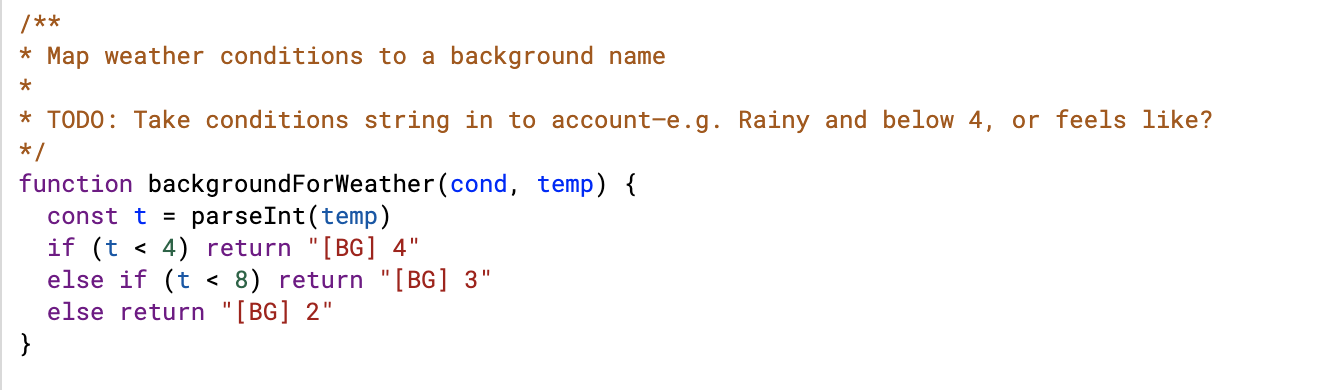 /**
* Map weather conditions to a background name
*
* TODO: Take conditions string in to account—e.g. Rainy and below 4, or feels like?
*/
function backgroundForWeather(cond, temp) {
  const t = parseInt(temp)
  if (t < 4) return "[BG] 4"
  else if (t < 8) return "[BG] 3"
  else return "[BG] 2"
}